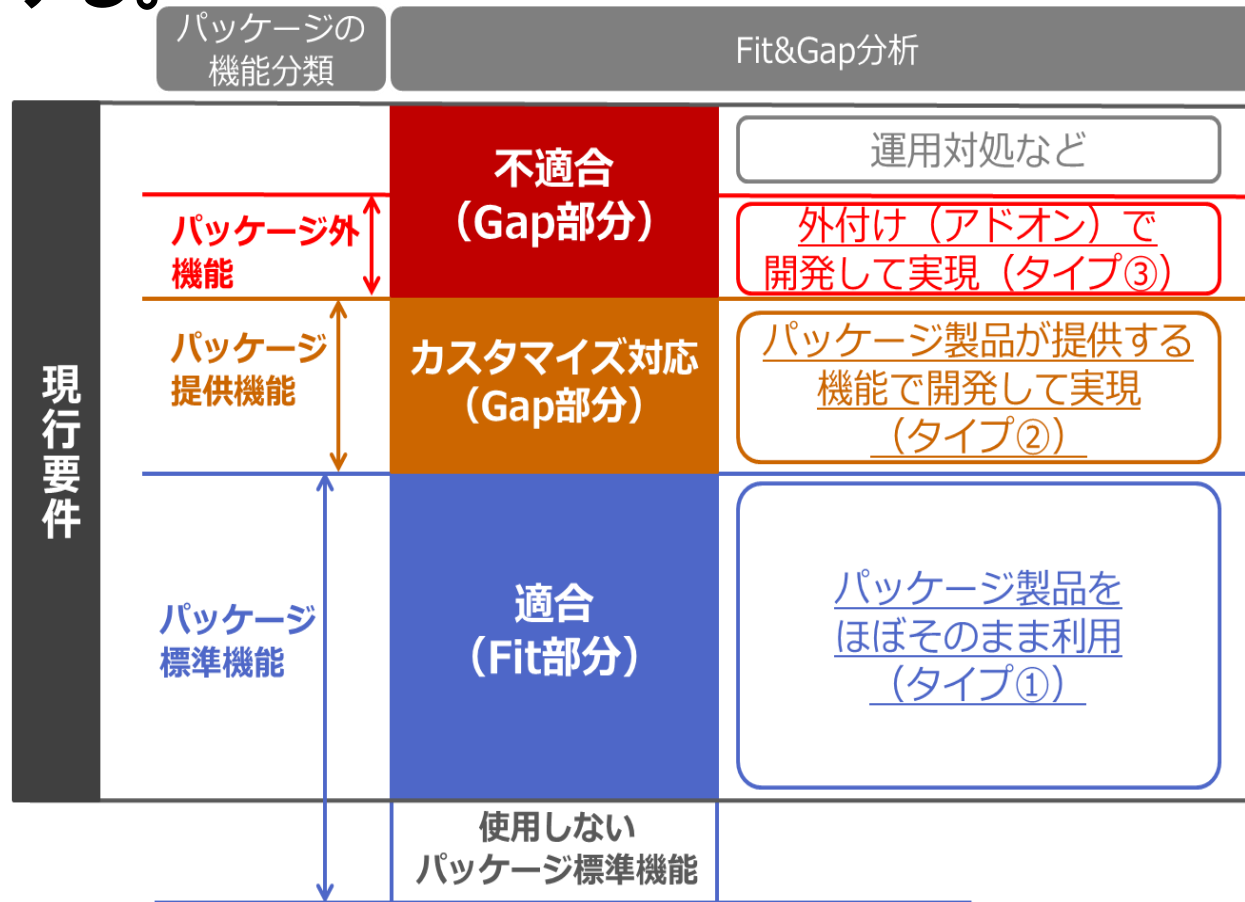 する。
パッケージの
機能分類
Fit&Gap分析
現行要件
不適合
（Gap部分）
運用対処など
パッケージ外
機能
外付け（アドオン）で
開発して実現（タイプ③）
パッケージ
提供機能
カスタマイズ対応
（Gap部分）
パッケージ製品が提供する
機能で開発して実現
（タイプ②）
パッケージ
標準機能
適合
（Fit部分）
パッケージ製品を
ほぼそのまま利用
（タイプ①）
使用しない
パッケージ標準機能